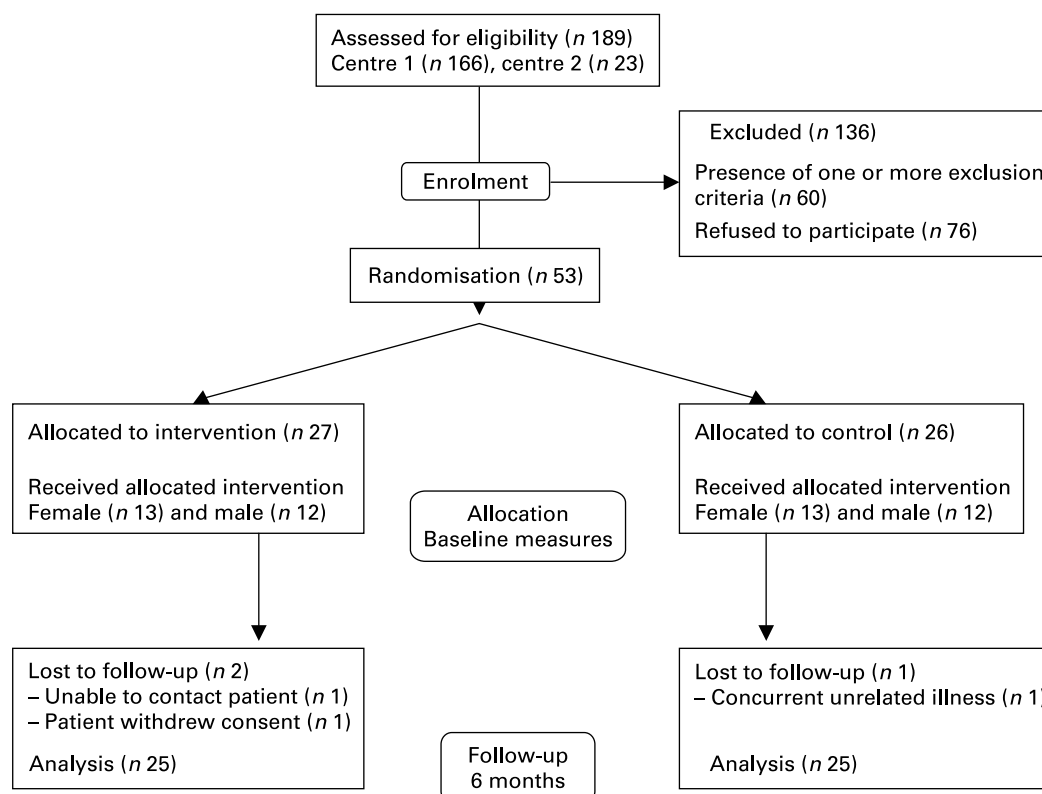 Assessed for eligibility (n 189)
Centre 1 (n 166), centre 2 (n 23)
Excluded (n 136)
Presence of one or more exclusion
criteria (n 60)
Refused to participate (n 76)
Enrolment
Randomisation (n 53)
Allocated to intervention (n 27)
Received allocated intervention
Female (n 13) and male (n 12)
Allocated to control (n 26)
Received allocated intervention
Female (n 13) and male (n 12)
Allocation
Baseline measures
Lost to follow-up (n 2)
– Unable to contact patient (n 1)
– Patient withdrew consent (n 1)
Analysis (n 25)
Lost to follow-up (n 1)
– Concurrent unrelated illness (n 1)
Analysis (n 25)
Follow-up
6 months